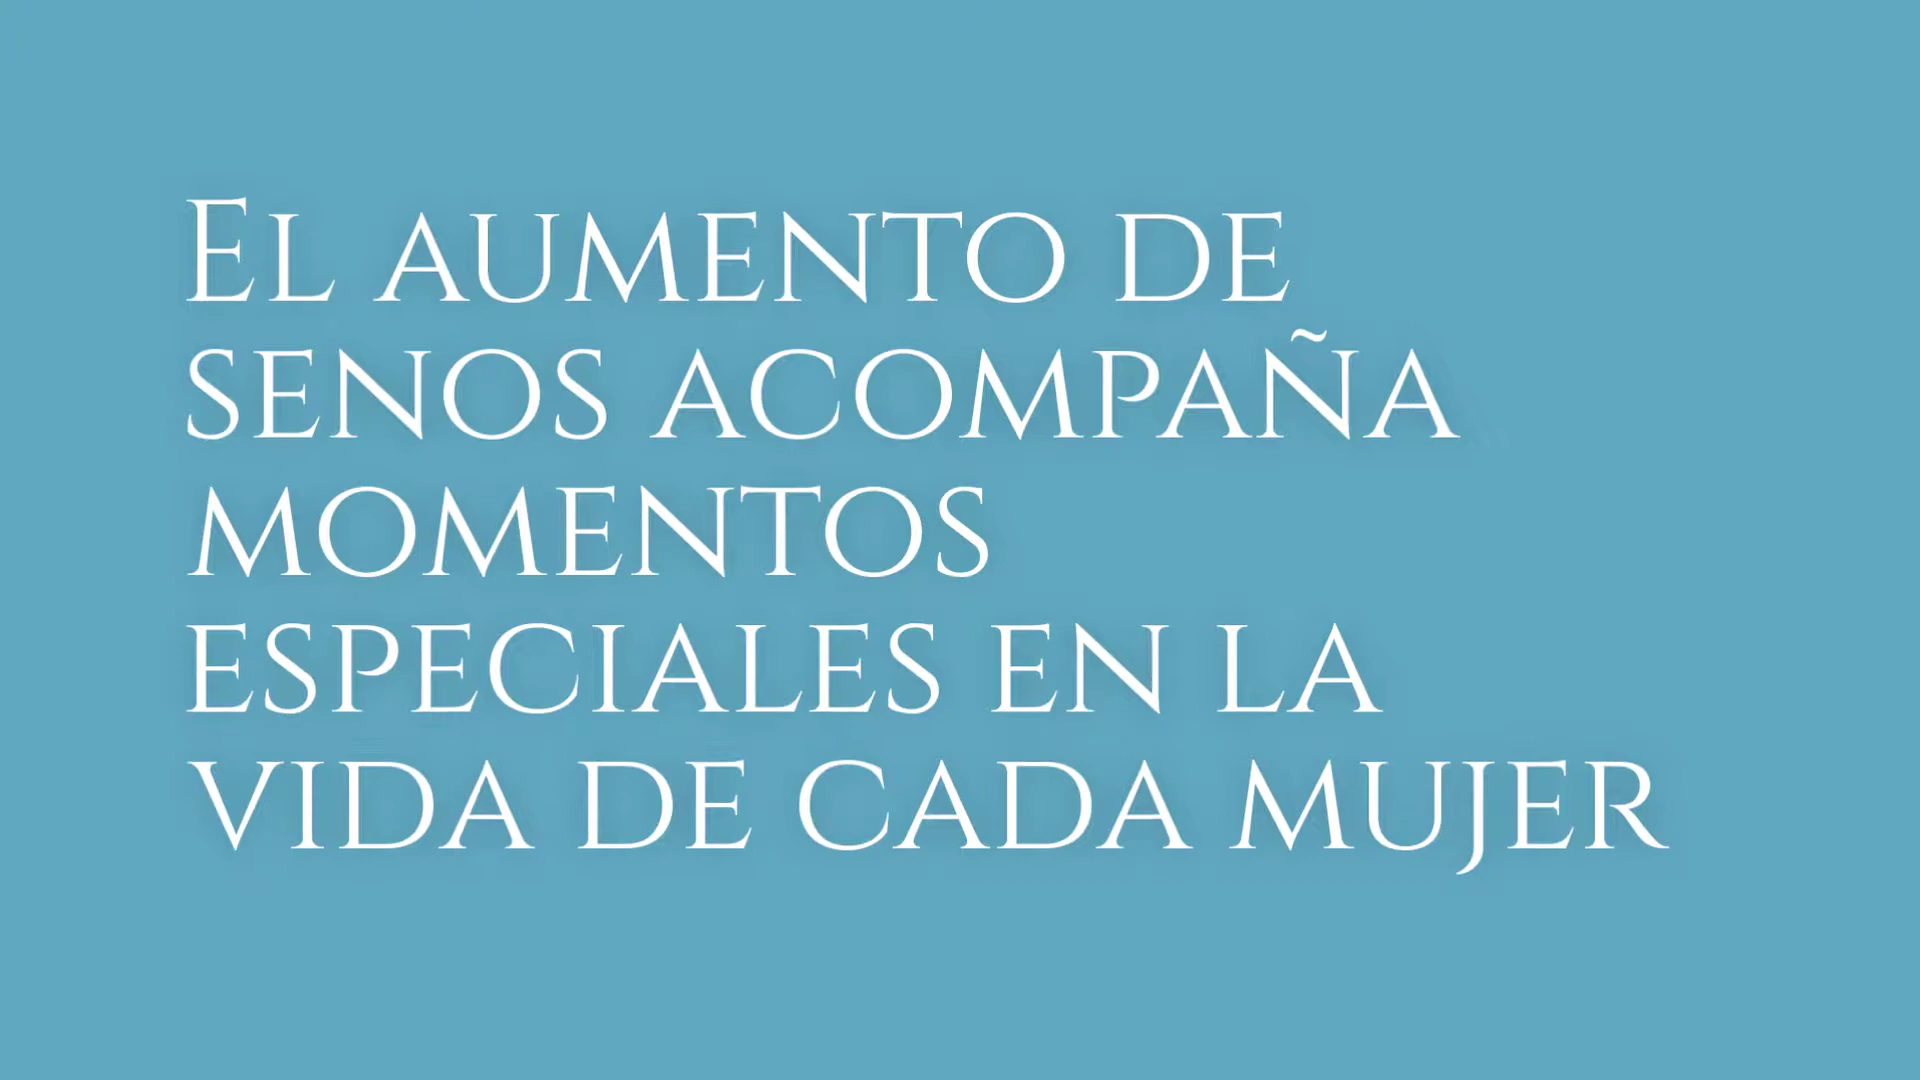 El aumento de
senos acompaña
momentos
especiales en la
vida de cada mujer